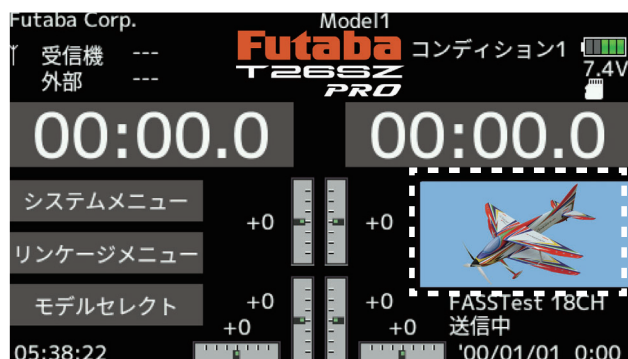 Futaba Corp.
Model1
受信機 ---
外部 ---
Futaba
T26SZ
PRO
コンディション1
7.4V
00:00.0
00:00.0
システムメニュー
リンケージメニュー
モデルセレクト
+0
+0
+0
+0
+0
+0
FASSTest 18CH
送信中
05:38:22
'00/01/01 0:00